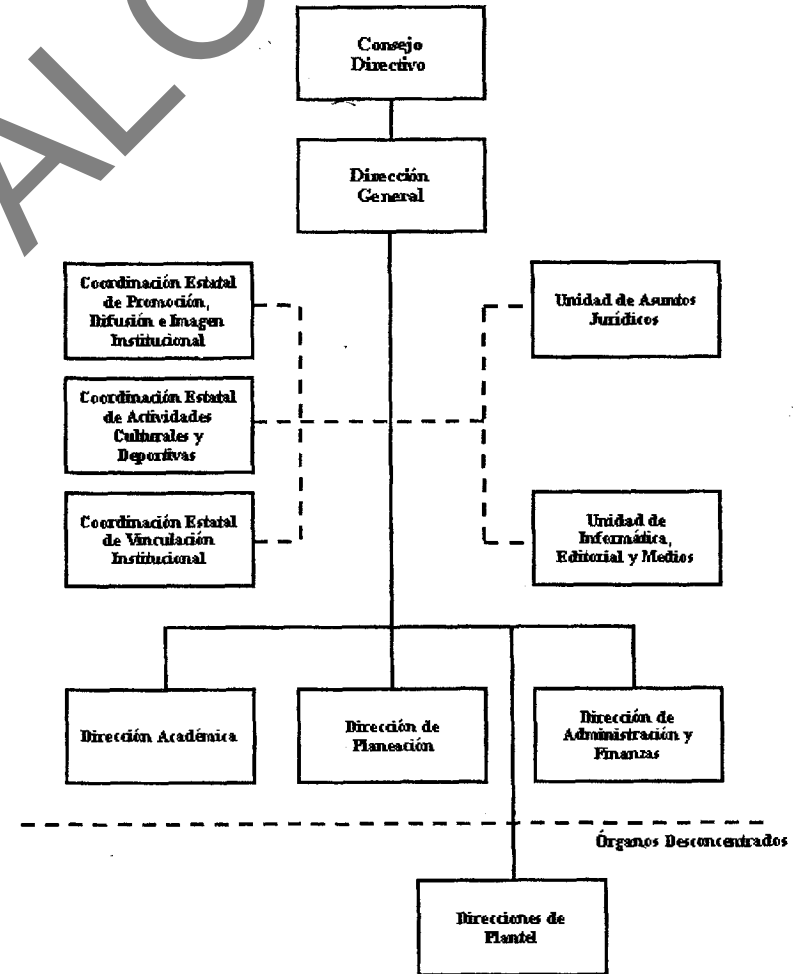 Consejo
Directivo
Dirección
General
Coordinación Estatal
de Promoción,
Difusión e Imagen
Institucional
Unidad de Asuntos
Jurídicos
Coordinación Estatal
de Actividades
Culturales y
Deportivas
Coordinación Estatal
de Vinculación
Institucional
Unidad de
Informática,
Editorial y Medios
Dirección Académica
Dirección de
Planeación
Dirección de
Administración y
Finanzas
Órganos Desconcentrados
Direcciones de
Plantel
ALO